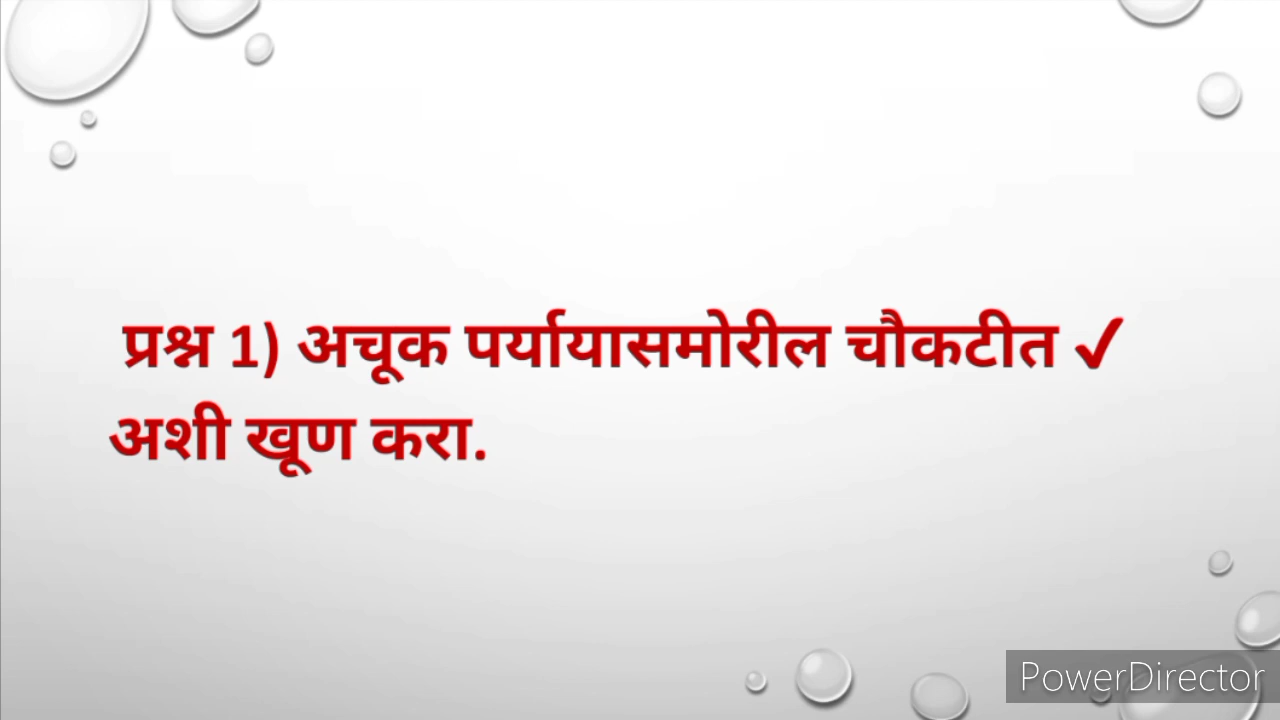 प्रश्न 1) अचूक पर्यायासमोरील चौकटीत ✓
अशी खूण करा.
PowerDirector